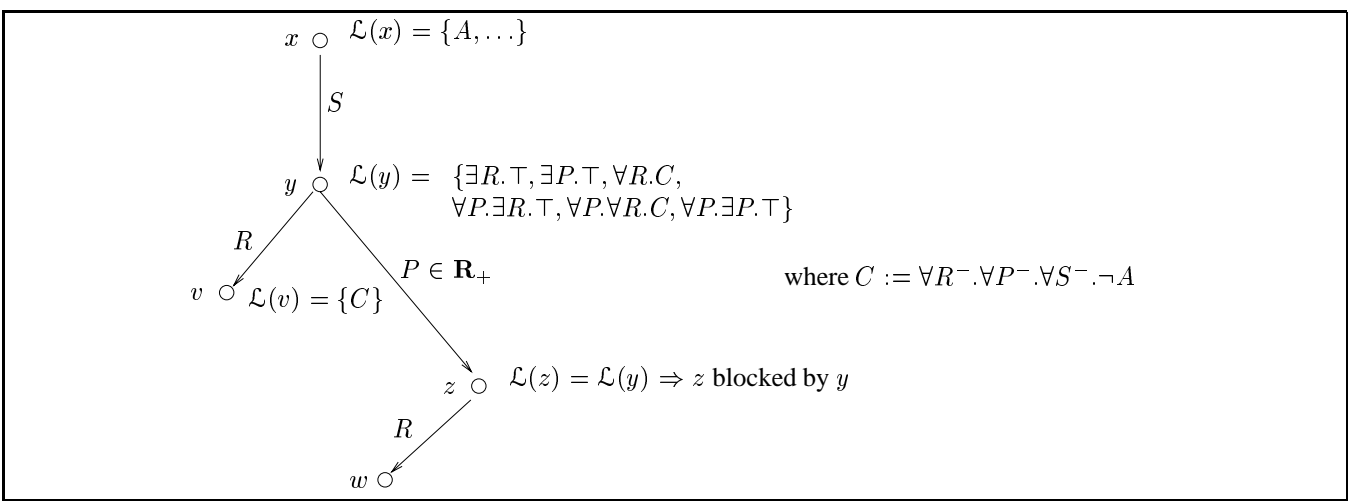 x ℒ(x) = {A, …}
S
y ℒ(y) = {∃R.⊤, ∃P.⊤, ∀R.C,
∀P.∃R.⊤, ∀P.∀R.C, ∀P.∃P.⊤}
R
P ∈ R₊
where C := ∀R⁻.∀P⁻.∀S⁻.¬A
v ℒ(v) = {C}
z ℒ(z) = ℒ(y) ⇒ z blocked by y
R
w